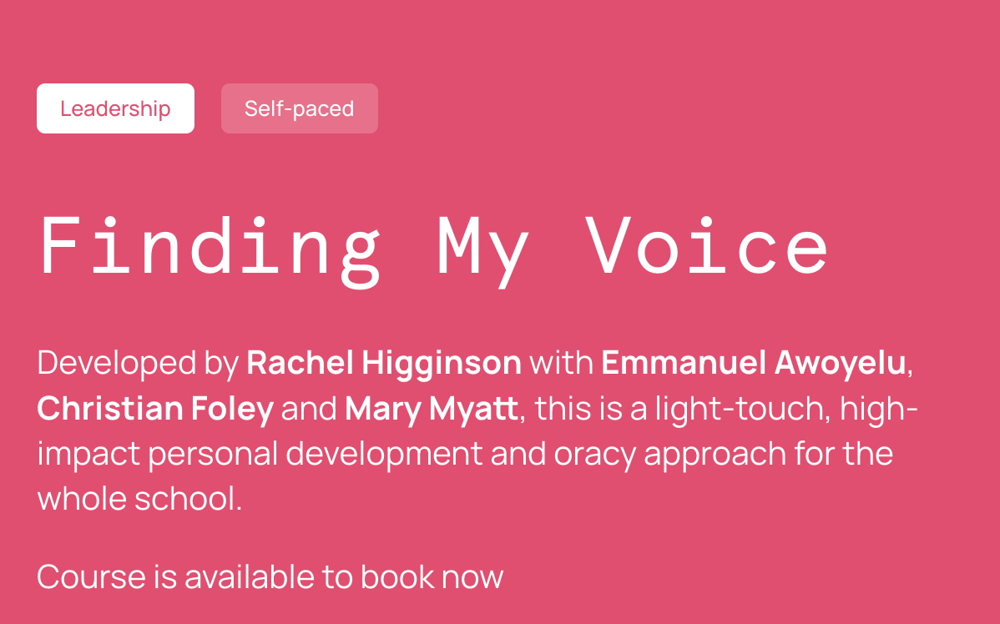 Leadership
Self-paced
Finding My Voice
Developed by Rachel Higginson with Emmanuel Awoyelu,
Christian Foley and Mary Myatt, this is a light-touch, high-
impact personal development and oracy approach for the
whole school.
Course is available to book now